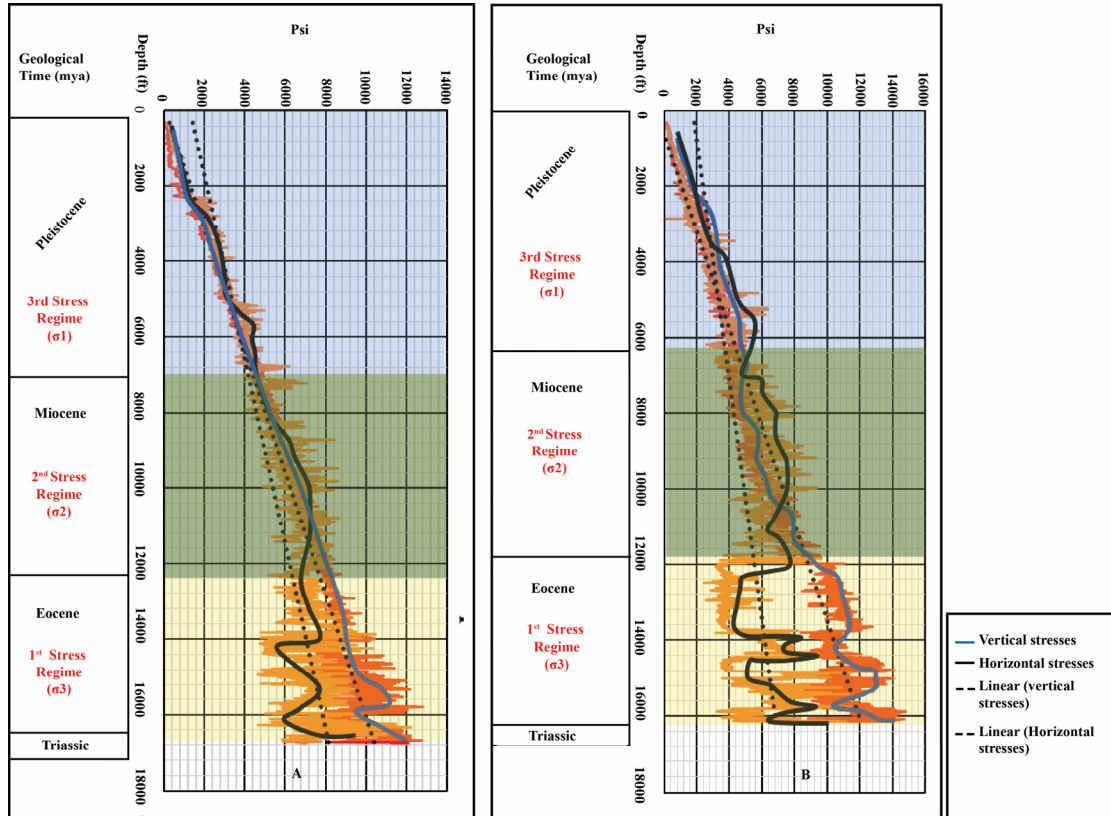 Psi
Geological
Time (mya)
Depth (ft)
0
2000
4000
6000
8000
10000
12000
14000
0
2000
4000
6000
8000
10000
12000
14000
16000
18000
Pleistocene
3rd Stress
Regime
(σ1)
Miocene
2nd Stress
Regime
(σ2)
Eocene
1st Stress
Regime
(σ3)
Triassic
A
Psi
Geological
Time (mya)
Depth (ft)
0
2000
4000
6000
8000
10000
12000
14000
16000
0
2000
4000
6000
8000
10000
12000
14000
16000
18000
Pleistocene
3rd Stress
Regime
(σ1)
Miocene
2nd Stress
Regime
(σ2)
Eocene
1st Stress
Regime
(σ3)
Triassic
B
Vertical stresses
Horizontal stresses
Linear (vertical
stresses)
Linear (Horizontal
stresses)